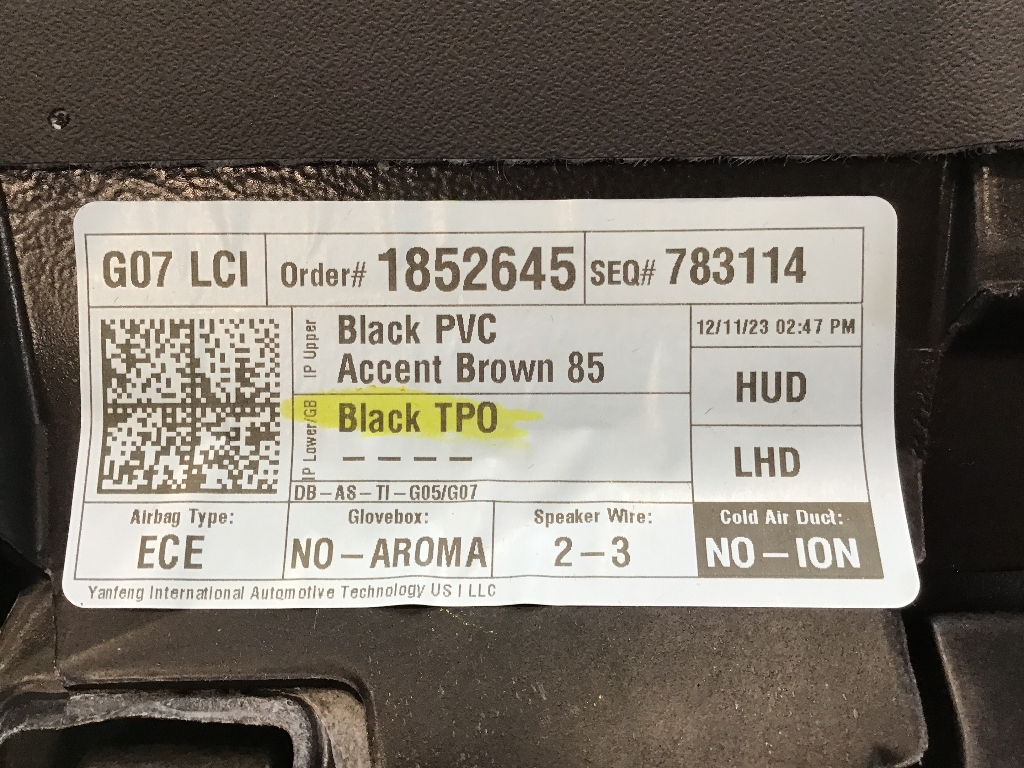 G07 LCI Order# 1852645 SEQ# 783114
IP Upper
Black PVC
Accent Brown 85
12/11/23 02:47 PM
HUD
IP Lower/GB
Black TPO
– – – –
LHD
DB-AS-TI-G05/G07
Airbag Type: Glovebox: Speaker Wire: Cold Air Duct:
ECE NO-AROMA 2-3 NO-ION
Yanfeng International Automotive Technology US I LLC